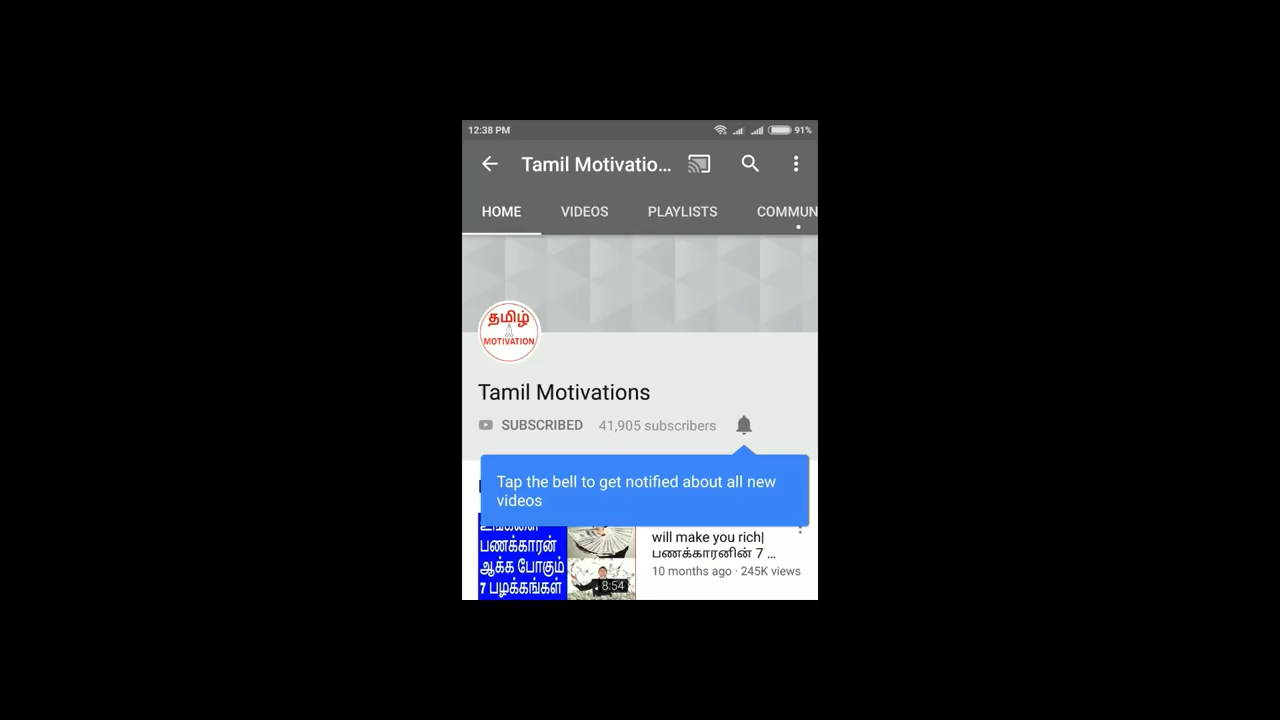 12:38 PM
91%
Tamil Motivatio...
HOME VIDEOS PLAYLISTS COMMUN
தமிழ்
MOTIVATION
Tamil Motivations
SUBSCRIBED 41,905 subscribers
Tap the bell to get notified about all new
videos
உங்களை
பணக்காரன்
ஆக்க போகும்
7 பழக்கங்கள்
8:54
will make you rich|
பணக்காரனின் 7 ...
10 months ago · 245K views